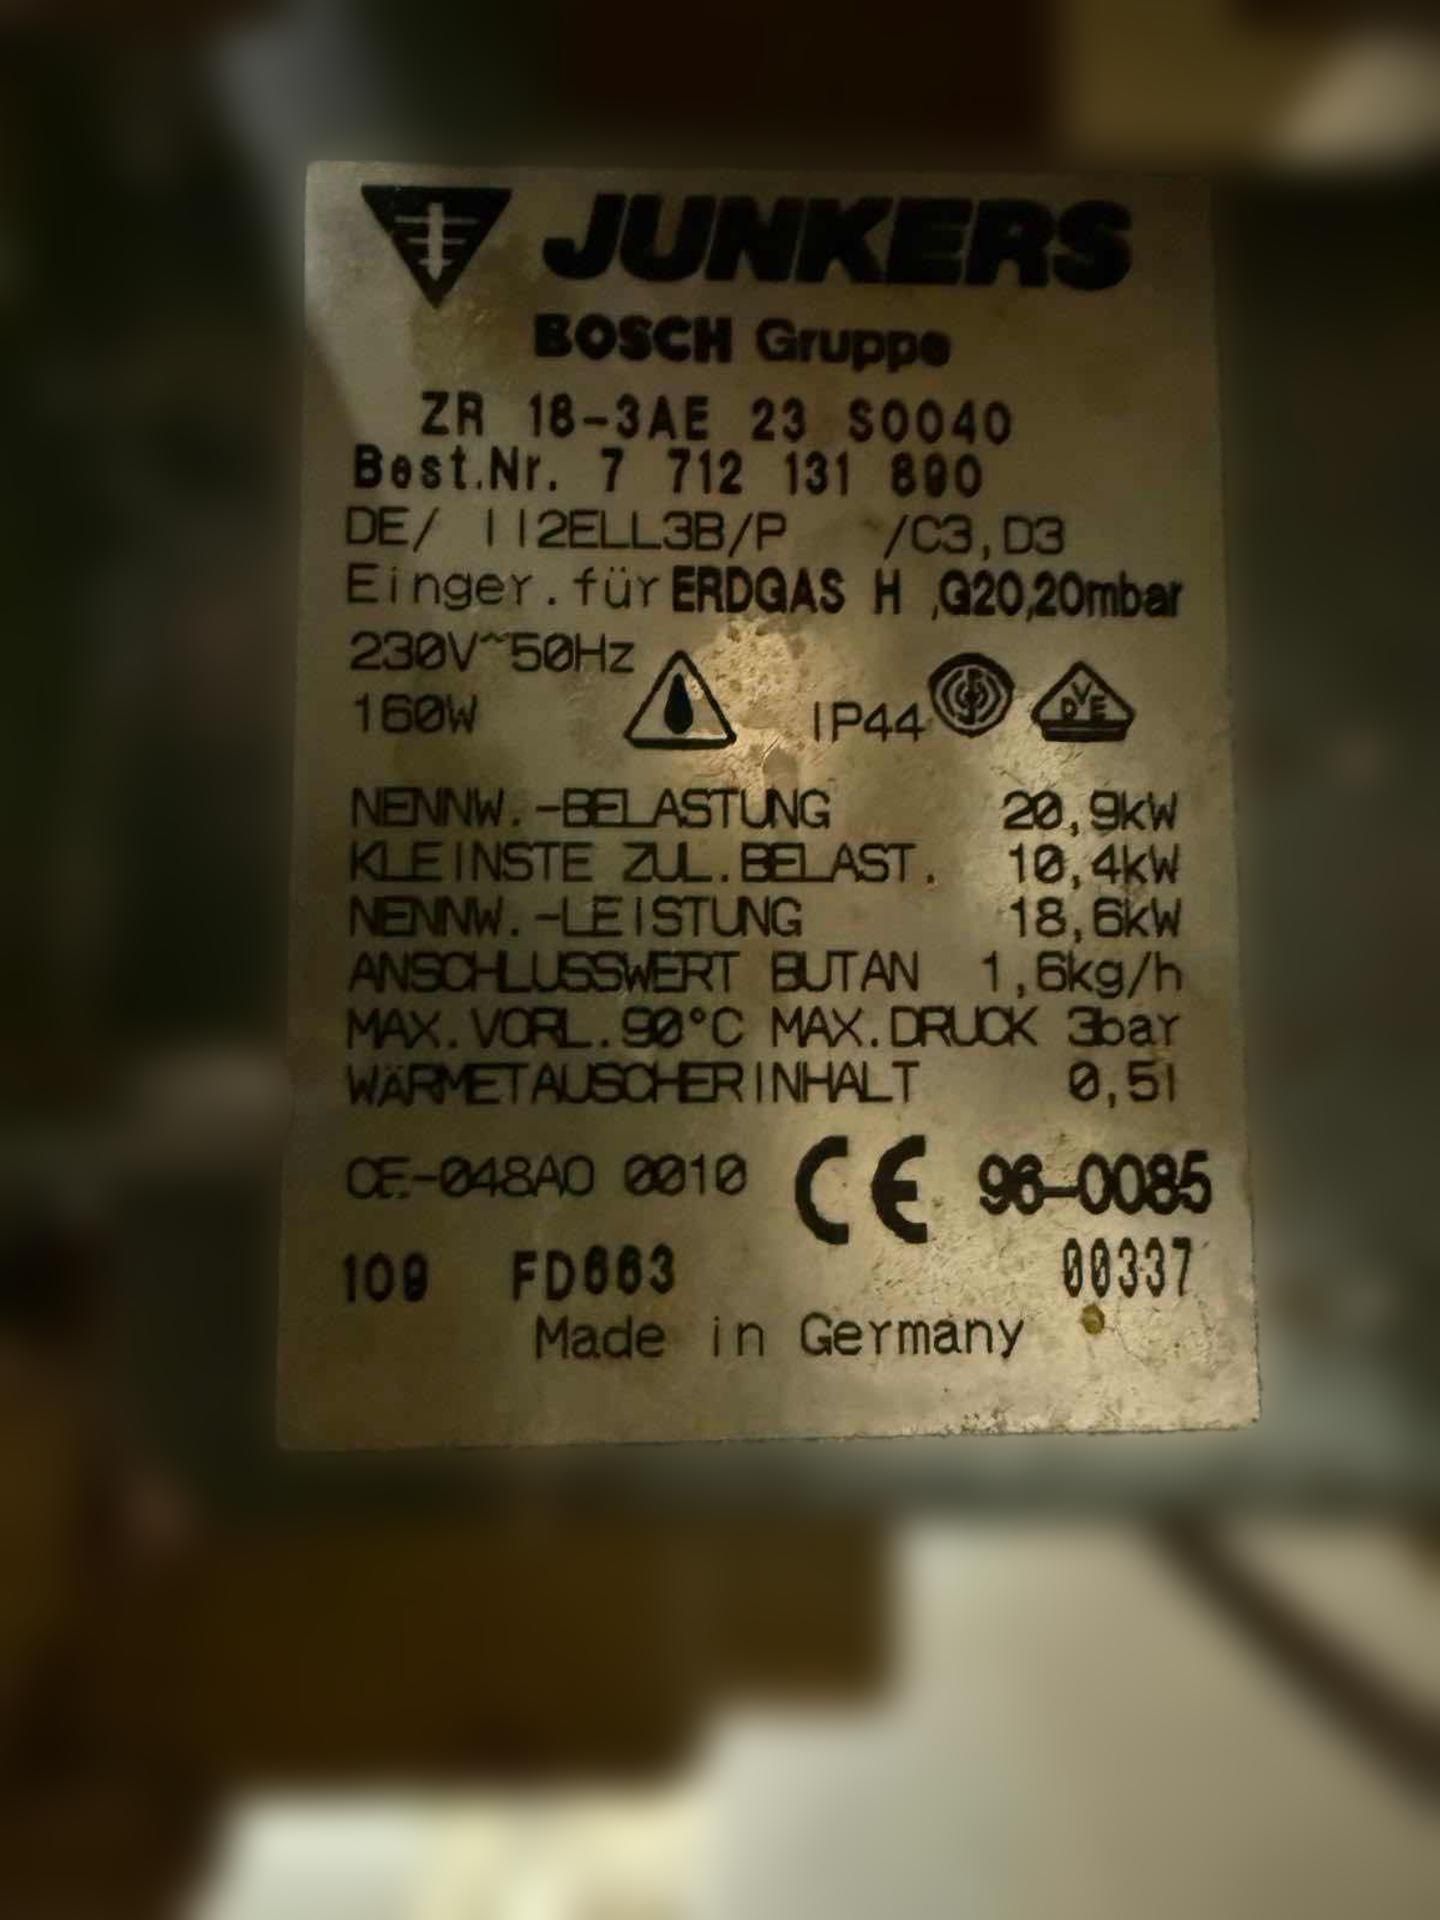 JUNKERS
BOSCH Gruppe
ZR 18-3AE 23 S0040
Best.Nr. 7 712 131 890
DE/ II2ELL3B/P /C3,D3
Einger.für ERDGAS H ,G20,20mbar
230V~50Hz
160W IP44 DVE
NENNW.-BELASTUNG 20,9kW
KLEINSTE ZUL.BELAST. 10,4kW
NENNW.-LEISTUNG 18,6kW
ANSCHLUSSWERT BUTAN 1,6kg/h
MAX.VORL.90°C MAX.DRUCK 3bar
WÄRMETAUSCHERINHALT 0,5l
CE-048AO 0010 CE 96-0085
109 FD663 00337
Made in Germany